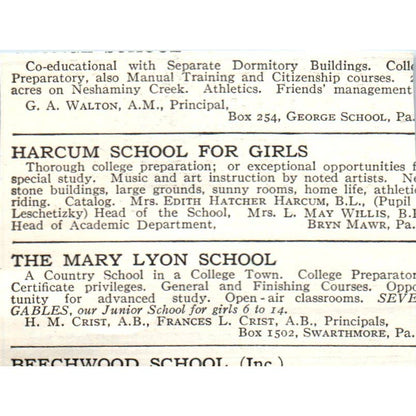 Co-educational with Separate Dormitory Buildings. Colle
Preparatory, also Manual Training and Citizenship courses.
acres on Neshaminy Creek. Athletics. Friends' management
G. A. WALTON, A.M., Principal,
Box 254, GEORGE SCHOOL, Pa.
HARCUM SCHOOL FOR GIRLS
Thorough college preparation; or exceptional opportunities f
special study. Music and art instruction by noted artists. Ne
stone buildings, large grounds, sunny rooms, home life, athleti
riding. Catalog. MRS. EDITH HATCHER HARCUM, B.L., (Pupil
Leschetizky) Head of the School, MRS. L. MAY WILLIS, B.
Head of Academic Department, BRYN MAWR, Pa.
THE MARY LYON SCHOOL
A Country School in a College Town. College Preparator
Certificate privileges. General and Finishing Courses. Oppo
tunity for advanced study. Open-air classrooms. SEVE
GABLES, our Junior School for girls 6 to 14.
H. M. CRIST, A.B., FRANCES L. CRIST, A.B., Principals,
Box 1502, SWARTHMORE, Pa.
BEECHWOOD SCHOOL (Inc.)